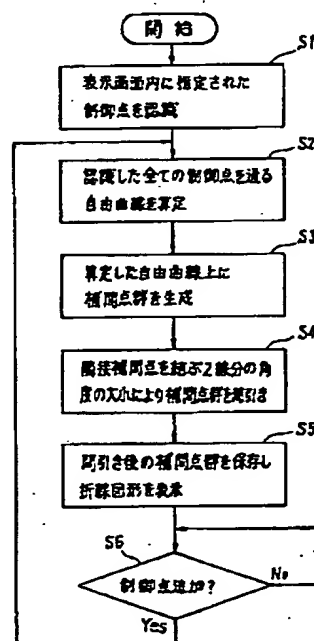 開始
S1
表示画面内に指定された
制御点を認識
S2
認識した全ての制御点を通る
自由曲線を算定
S3
算定した自由曲線上に
補間点群を生成
S4
隣接補間点を結ぶ2線分の角
度の大小により補間点群を間引き
S5
間引き後の補間点群を保存し
折線図形を表示
S6
制御点追加?
No
Yes